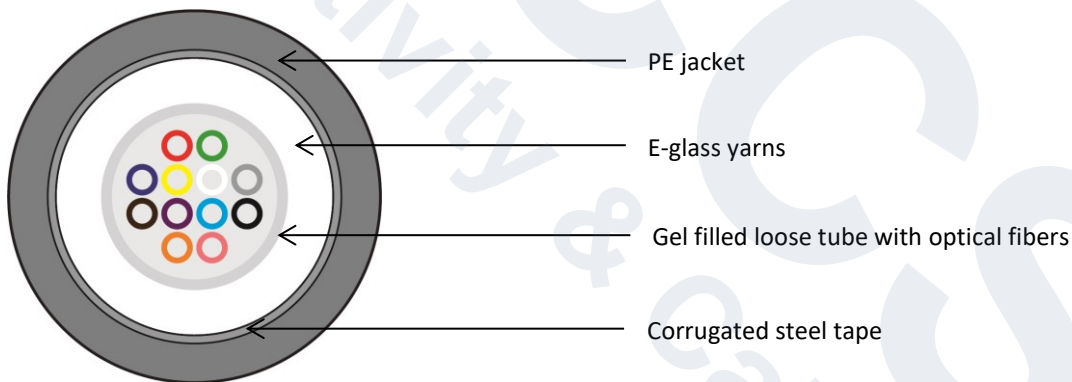 PE jacket
E-glass yarns
Gel filled loose tube with optical fibers
Corrugated steel tape